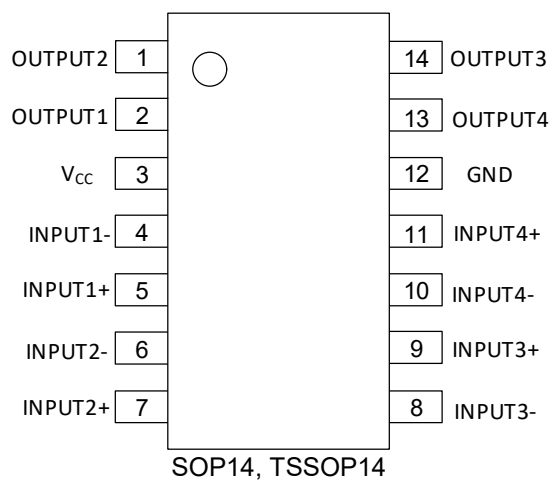 OUTPUT2 1 14 OUTPUT3
OUTPUT1 2 13 OUTPUT4
VCC 3 12 GND
INPUT1- 4 11 INPUT4+
INPUT1+ 5 10 INPUT4-
INPUT2- 6 9 INPUT3+
INPUT2+ 7 8 INPUT3-
SOP14, TSSOP14